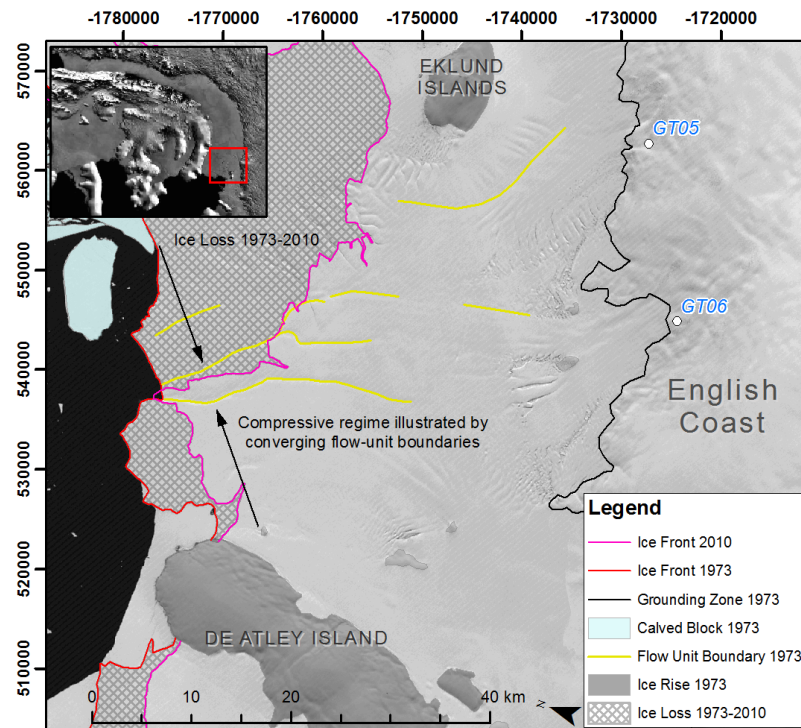 -1780000 -1770000 -1760000 -1750000 -1740000 -1730000 -1720000
570000
560000
550000
540000
530000
520000
510000
EKLUND
ISLANDS
GT05
Ice Loss 1973-2010
GT06
English
Coast
Compressive regime illustrated by
converging flow-unit boundaries
DE ATLEY ISLAND
0 10 20 40 km
N
Legend
Ice Front 2010
Ice Front 1973
Grounding Zone 1973
Calved Block 1973
Flow Unit Boundary 1973
Ice Rise 1973
Ice Loss 1973-2010